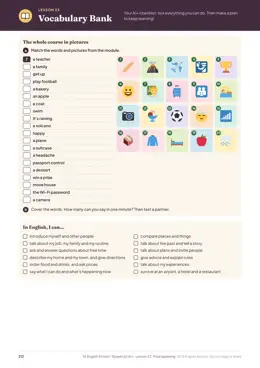 LESSON 53
Vocabulary Bank
The whole course in pictures
Match the words and pictures from the module.
a teacher
a family
get up
play football
a bakery
an apple
a coat
swim
it's raining
a volcano
happy
a plane
a suitcase
a headache
passport control
a dessert
win a prize
move house
the Wi-Fi password
a camera
Cover the words. How many can you say in one minute? Then test a partner.
In English, I can...
introduce myself and other people
talk about my job, my family and my routine
ask and answer questions about free time
describe my home and my town, and give directions
order food and drinks, and ask prices
say what I can do and what's happening now
compare places and things
talk about the past and tell a story
talk about plans and invite people
give advice and explain rules
talk about my experiences
survive at an airport, a hotel and a restaurant